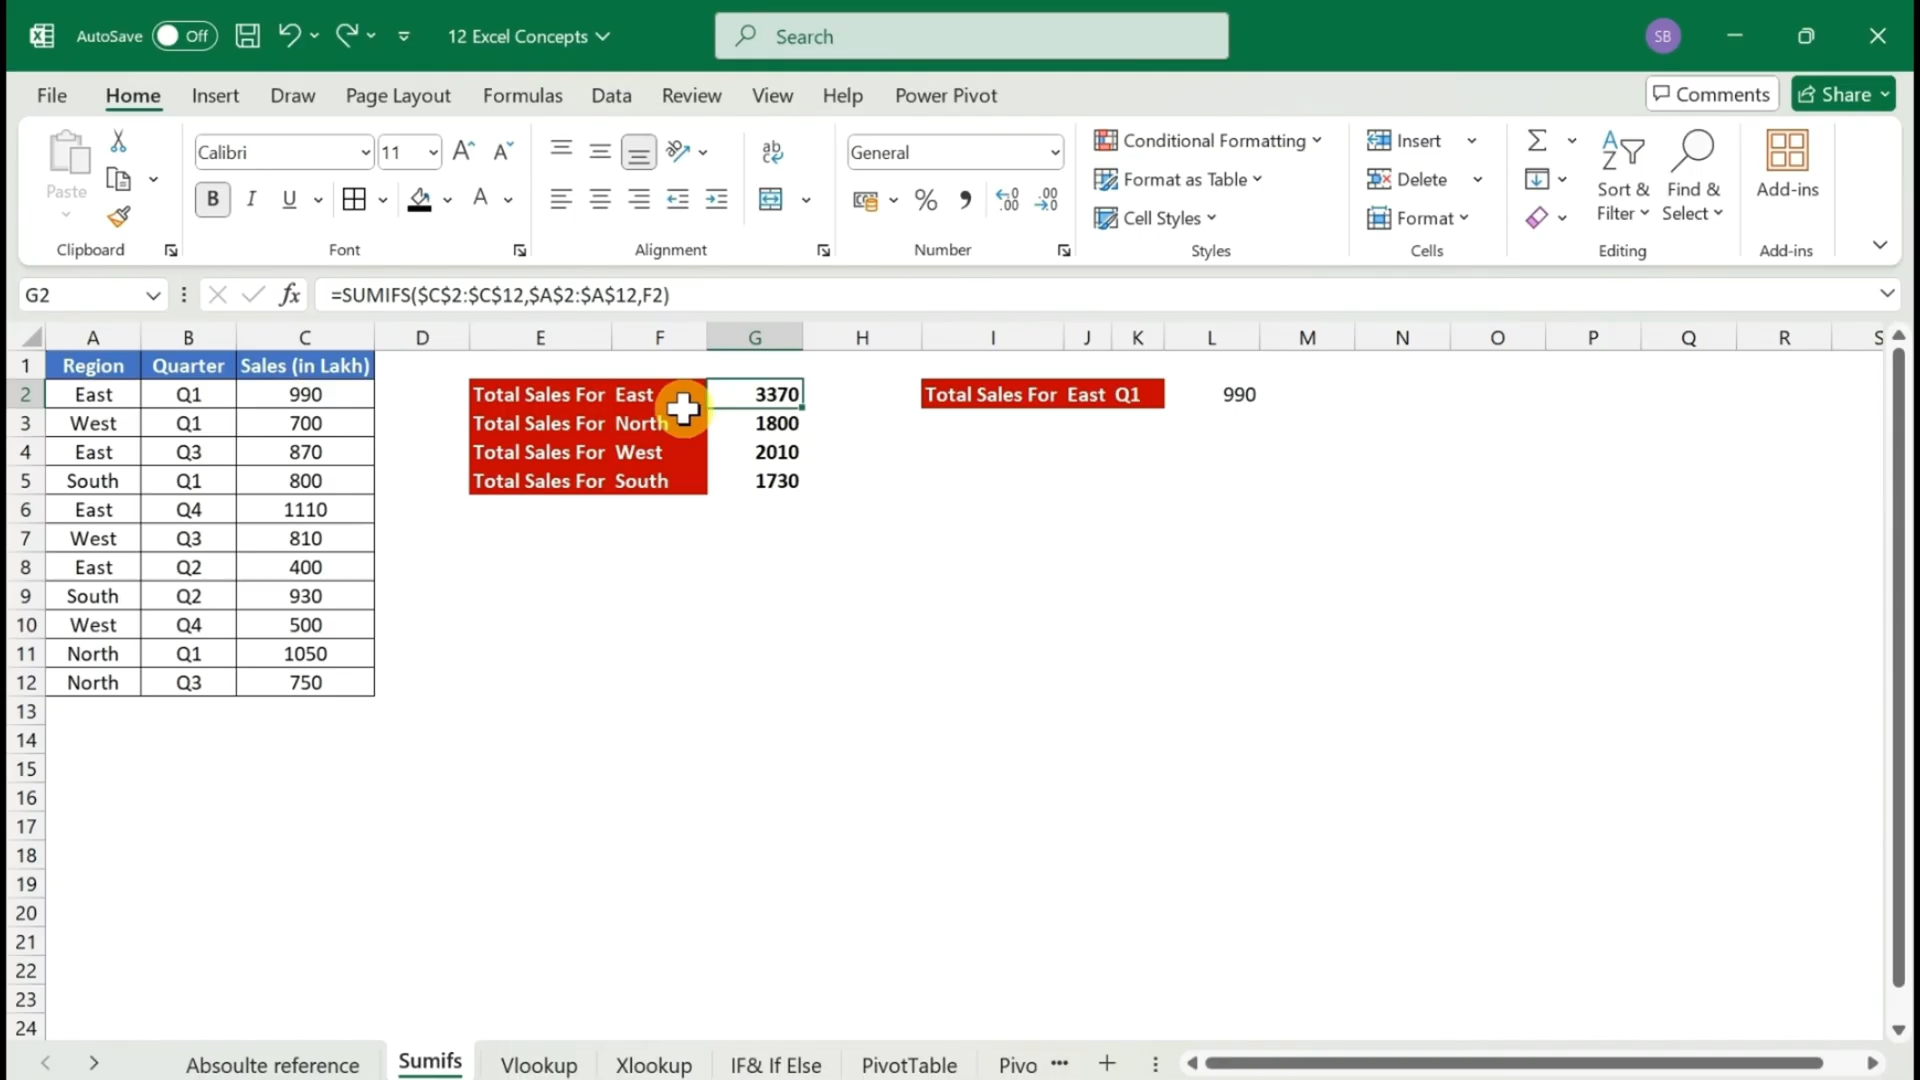 AutoSave Off 12 Excel Concepts Search SB
File Home Insert Draw Page Layout Formulas Data Review View Help Power Pivot Comments Share
Paste Calibri 11 General Conditional Formatting Insert
B I U A % Format as Table Delete Sort & Find & Add-ins
Cell Styles Format Filter Select
Clipboard Font Alignment Number Styles Cells Editing Add-ins
G2 fx =SUMIFS($C$2:$C$12,$A$2:$A$12,F2)
A B C D E F G H I J K L M N O P Q R S
1 Region Quarter Sales (in Lakh)
2 East Q1 990 Total Sales For East 3370 Total Sales For East Q1 990
3 West Q1 700 Total Sales For North 1800
4 East Q3 870 Total Sales For West 2010
5 South Q1 800 Total Sales For South 1730
6 East Q4 1110
7 West Q3 810
8 East Q2 400
9 South Q2 930
10 West Q4 500
11 North Q1 1050
12 North Q3 750
13
14
15
16
17
18
19
20
21
22
23
24
Absoulte reference Sumifs Vlookup Xlookup IF& If Else PivotTable Pivo